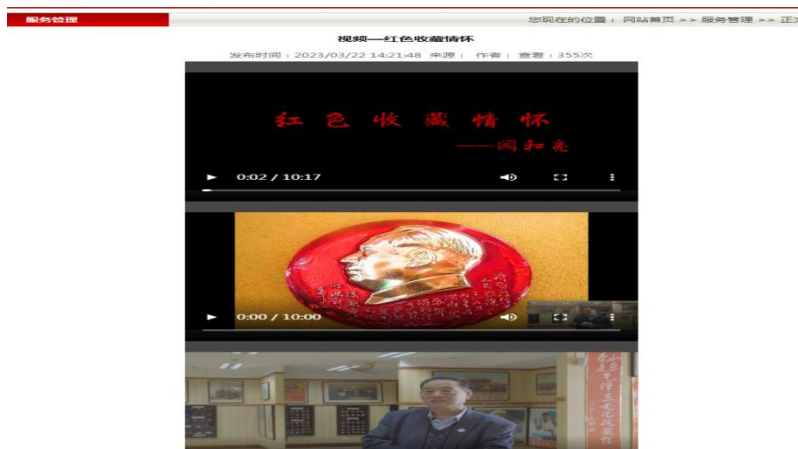 服务管理
您现在的位置：网站首页 >> 服务管理 >> 正文
视频—红色收藏情怀
发布时间：2023/03/22 14:21:48 来源： 作者： 查看：355次
红色收藏情怀
——闫和亮
0:02 / 10:17
0:00 / 10:00